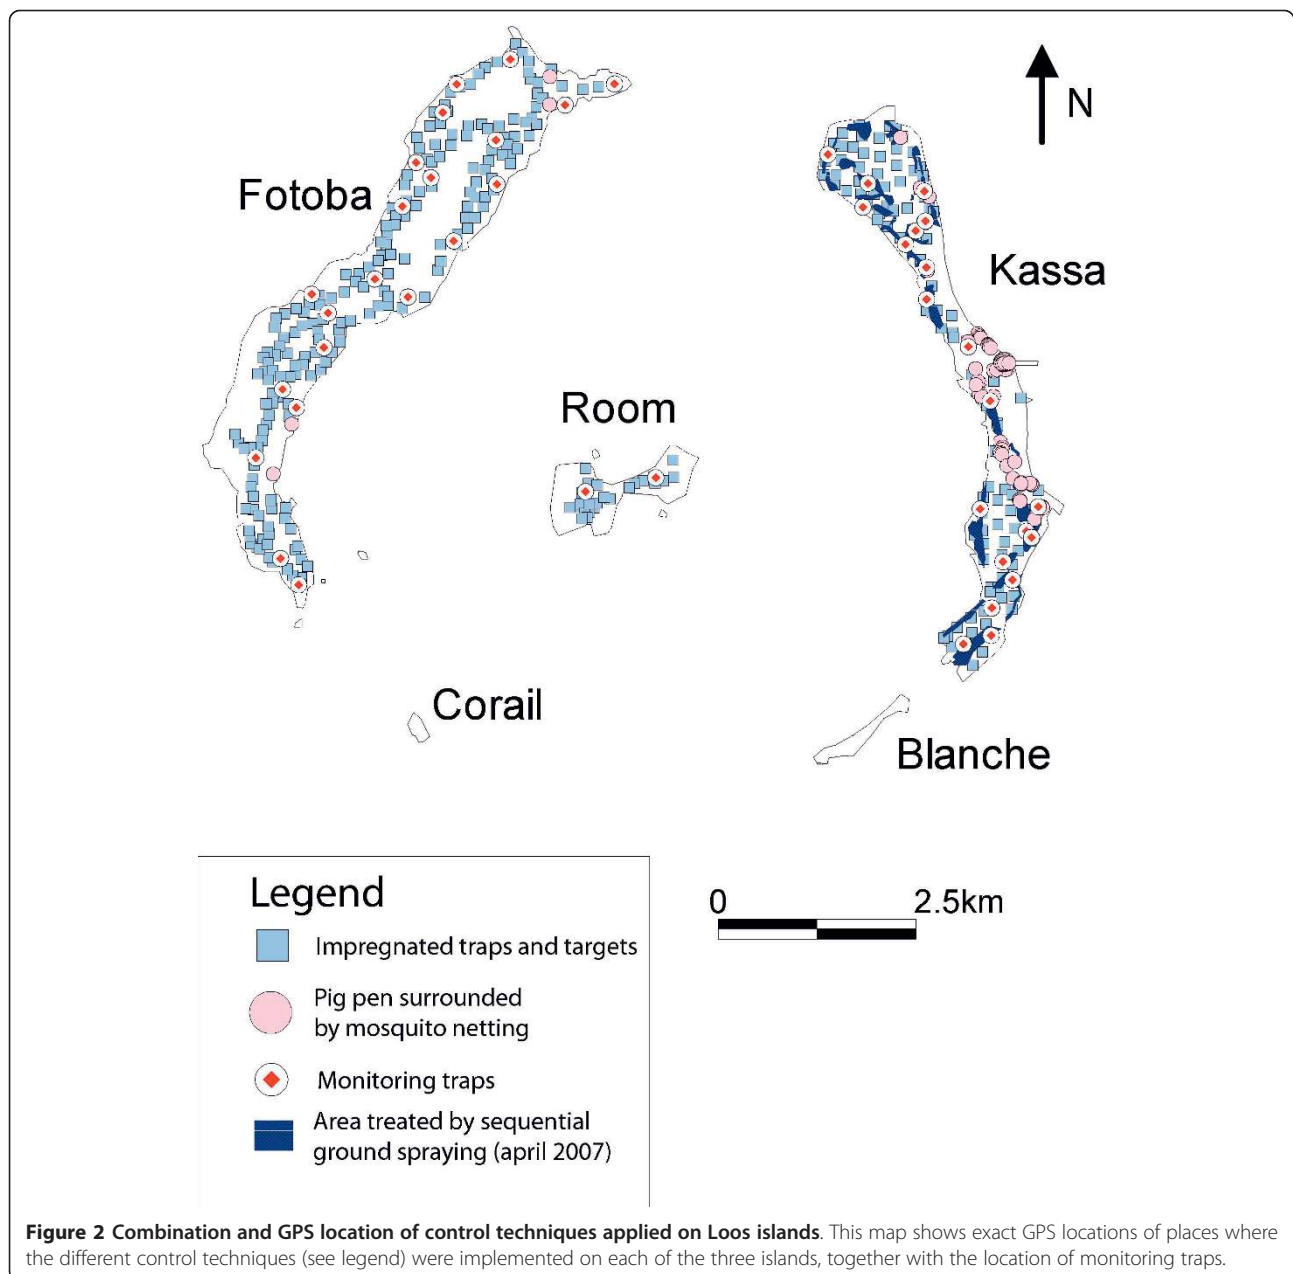 N
Fotoba
Kassa
Room
Corail
Blanche
Legend
Impregnated traps and targets
Pig pen surrounded
by mosquito netting
Monitoring traps
Area treated by sequential
ground spraying (april 2007)
0 2.5km
Figure 2 Combination and GPS location of control techniques applied on Loos islands. This map shows exact GPS locations of places where
the different control techniques (see legend) were implemented on each of the three islands, together with the location of monitoring traps.